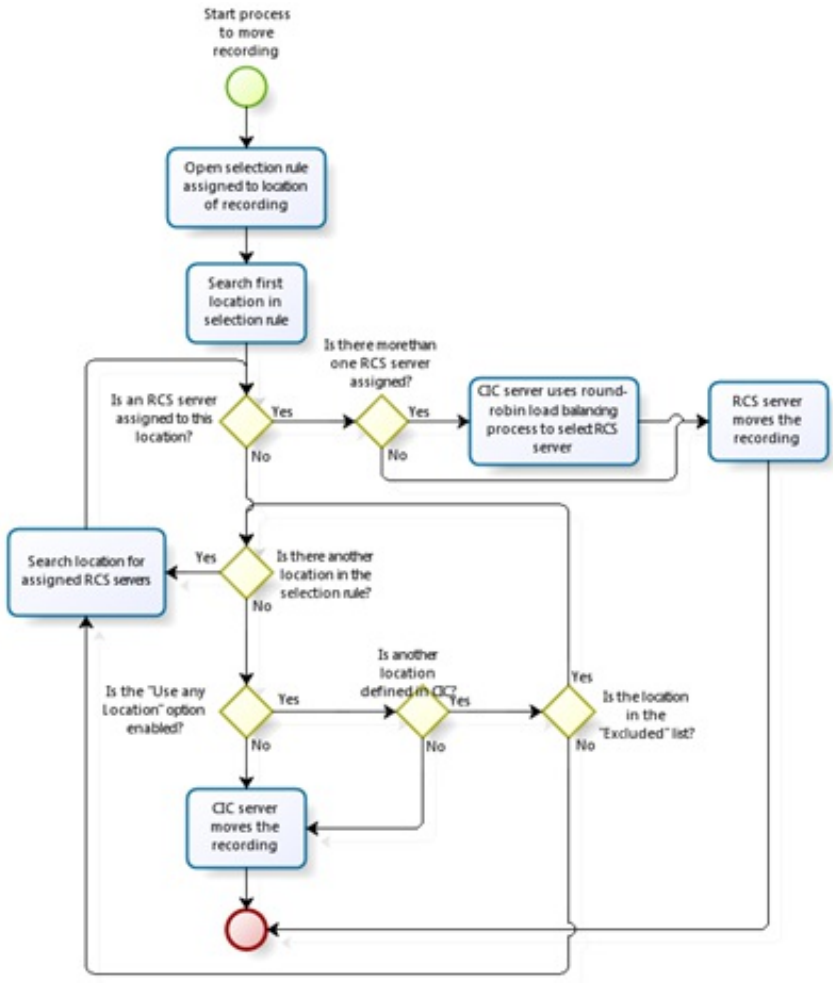 Start process
to move
recording
Open selection rule
assigned to location
of recording
Search first
location in
selection rule
Is there morethan
one RCS server
assigned?
Is an RCS server
assigned to this
location?
Yes
No
Yes
No
CIC server uses round-
robin load balancing
process to select RCS
server
RCS server
moves the
recording
Search location for
assigned RCS servers
Yes
Is there another
location in the
selection rule?
No
Is another
location
defined in CIC?
Is the "Use any
Location" option
enabled?
Yes
No
Yes
No
Yes
Is the location
in the
"Excluded" list?
No
CIC server
moves the
recording